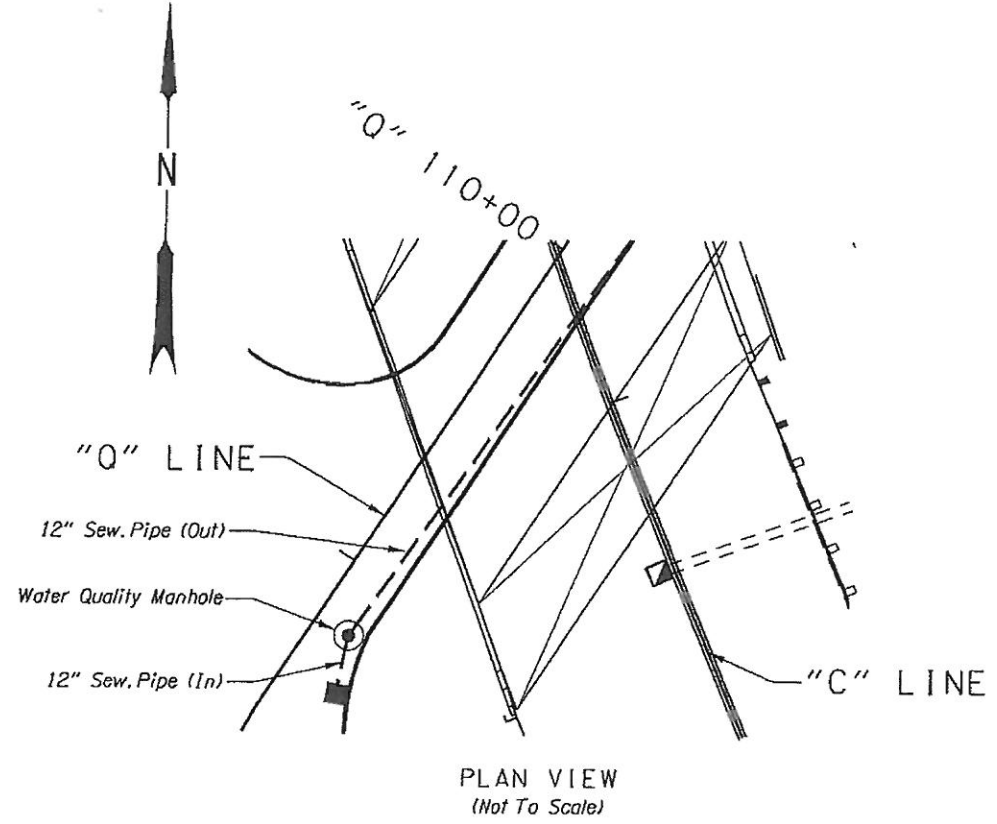 N
"Q" 110+00
"Q" LINE
12" Sew. Pipe (Out)
Water Quality Manhole
12" Sew. Pipe (In)
"C" LINE
PLAN VIEW
(Not To Scale)